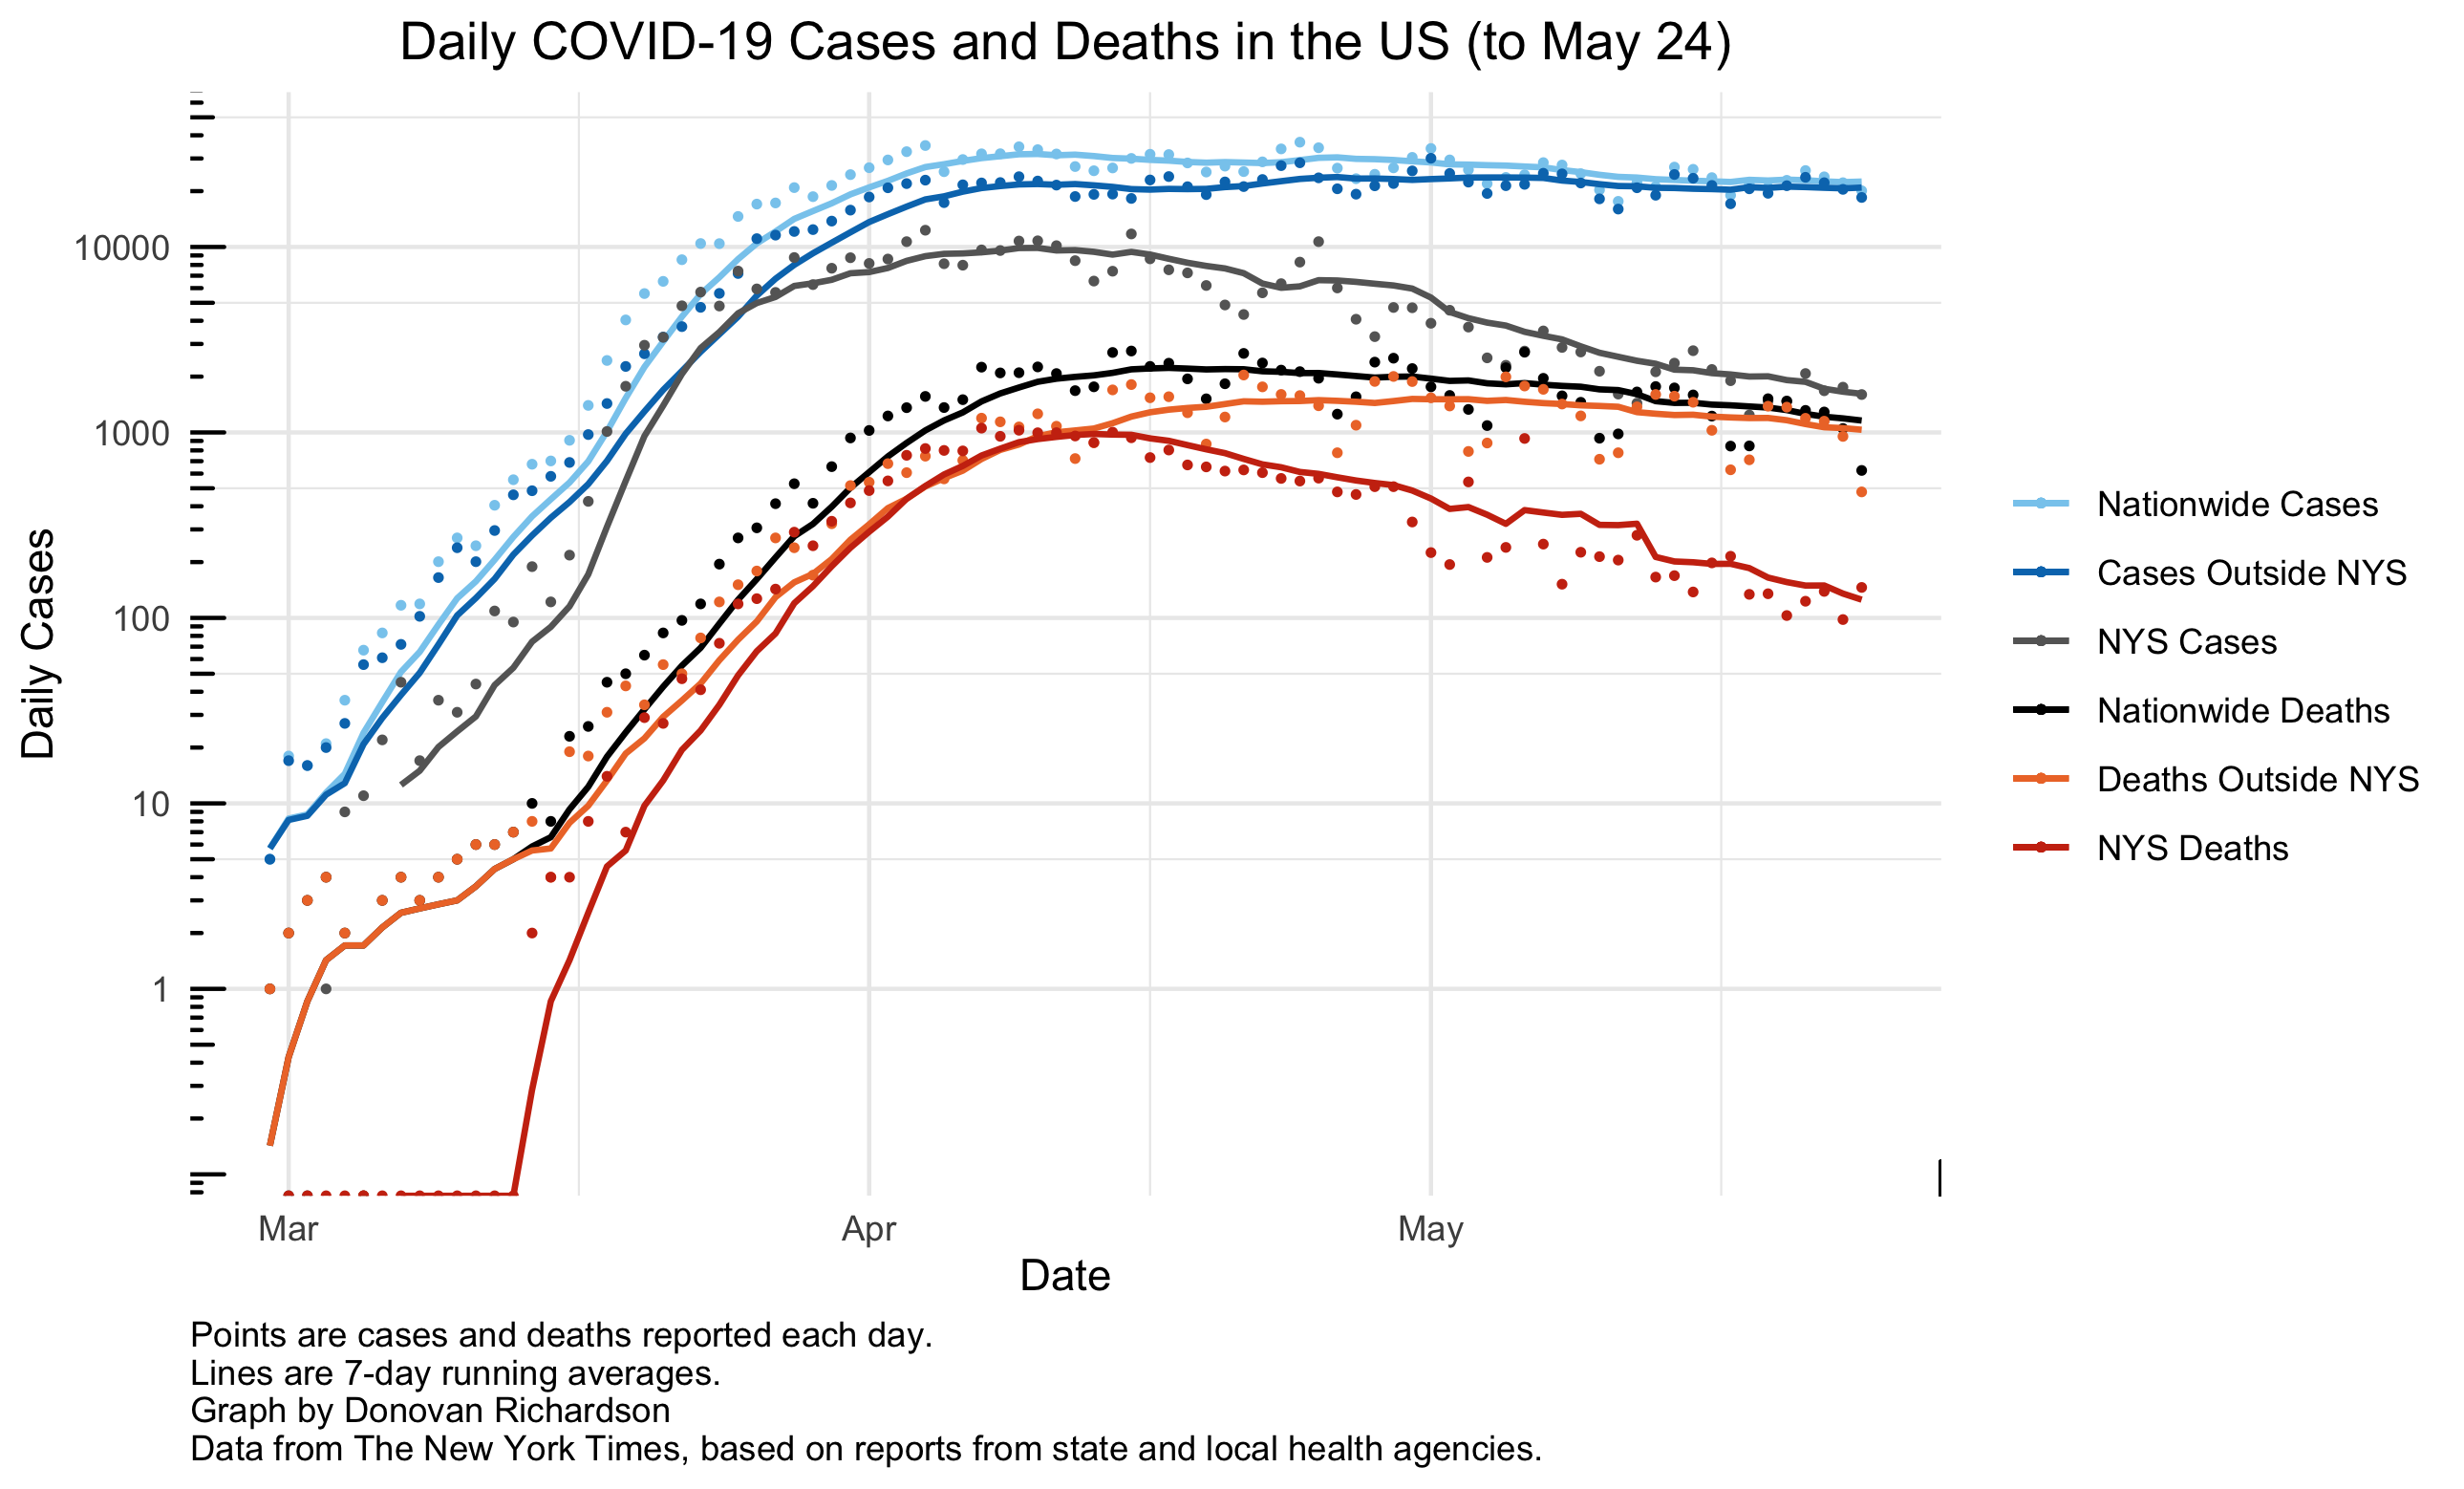 Daily COVID-19 Cases and Deaths in the US (to May 24)
Daily Cases
10000
1000
100
10
1
Mar
Apr
May
Date
Nationwide Cases
Cases Outside NYS
NYS Cases
Nationwide Deaths
Deaths Outside NYS
NYS Deaths
Points are cases and deaths reported each day.
Lines are 7-day running averages.
Graph by Donovan Richardson
Data from The New York Times, based on reports from state and local health agencies.